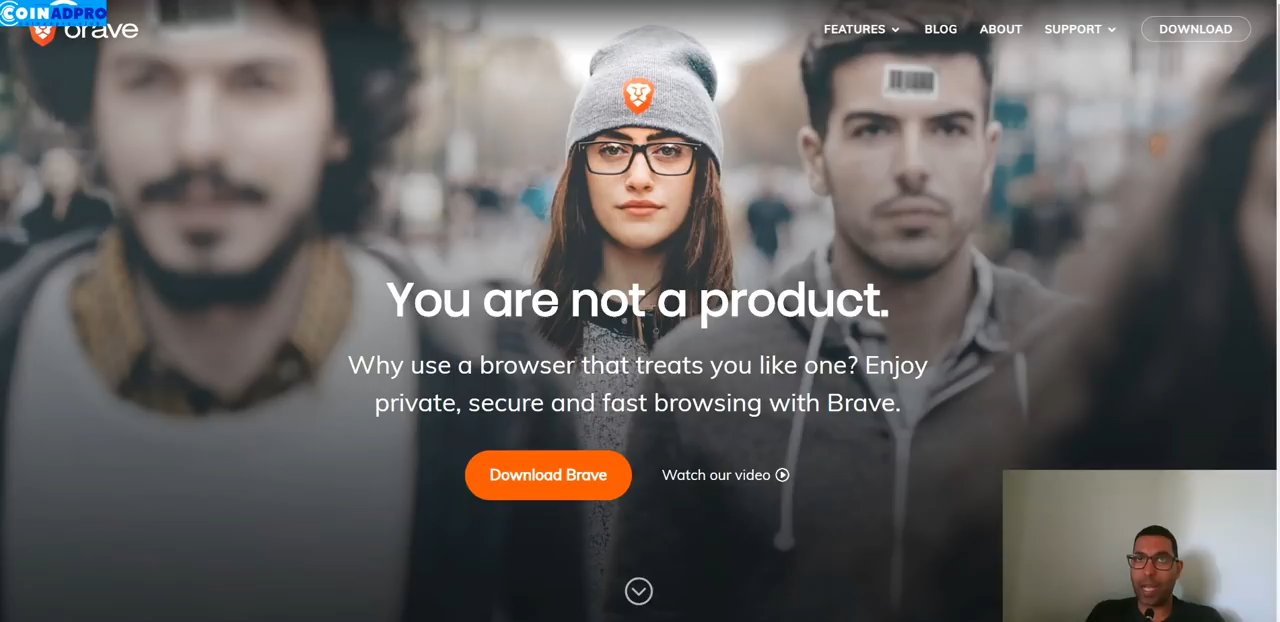 COINADPRO
brave
FEATURES
BLOG
ABOUT
SUPPORT
DOWNLOAD
You are not a product.
Why use a browser that treats you like one? Enjoy
private, secure and fast browsing with Brave.
Download Brave
Watch our video